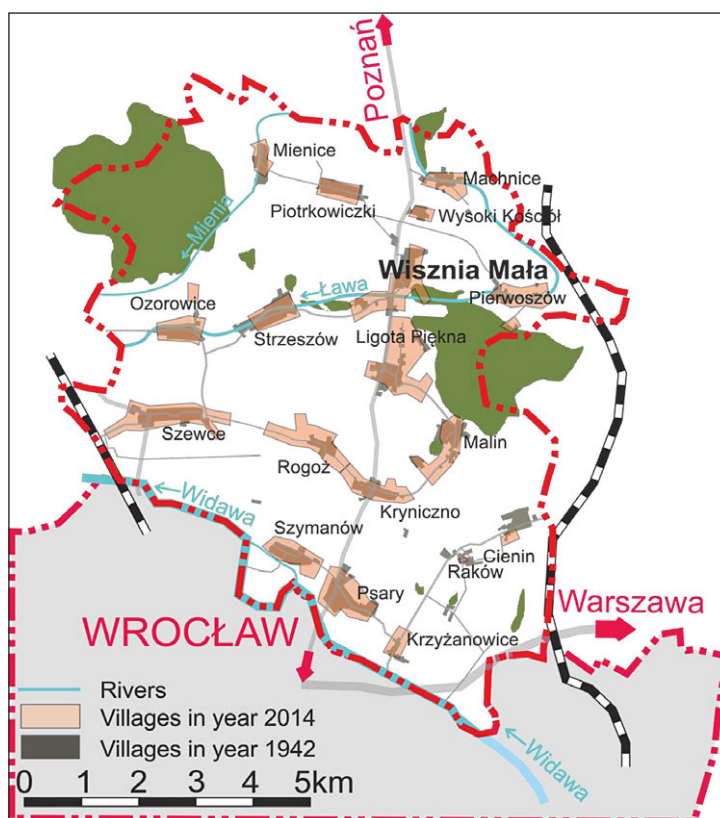 Poznań
Mienice
Machnice
Piotrkowiczki
Wysoki Kościół
Mienia
Wisznia Mała
Ława
Pierwoszów
Ozorowice
Strzeszów
Ligota Piękna
Szewce
Malin
Rogoż
Kryniczno
Widawa
Szymanów
Cienin
Raków
Psary
Warszawa
WROCŁAW
Krzyżanowice
Rivers
Villages in year 2014
Villages in year 1942
Widawa
0 1 2 3 4 5km